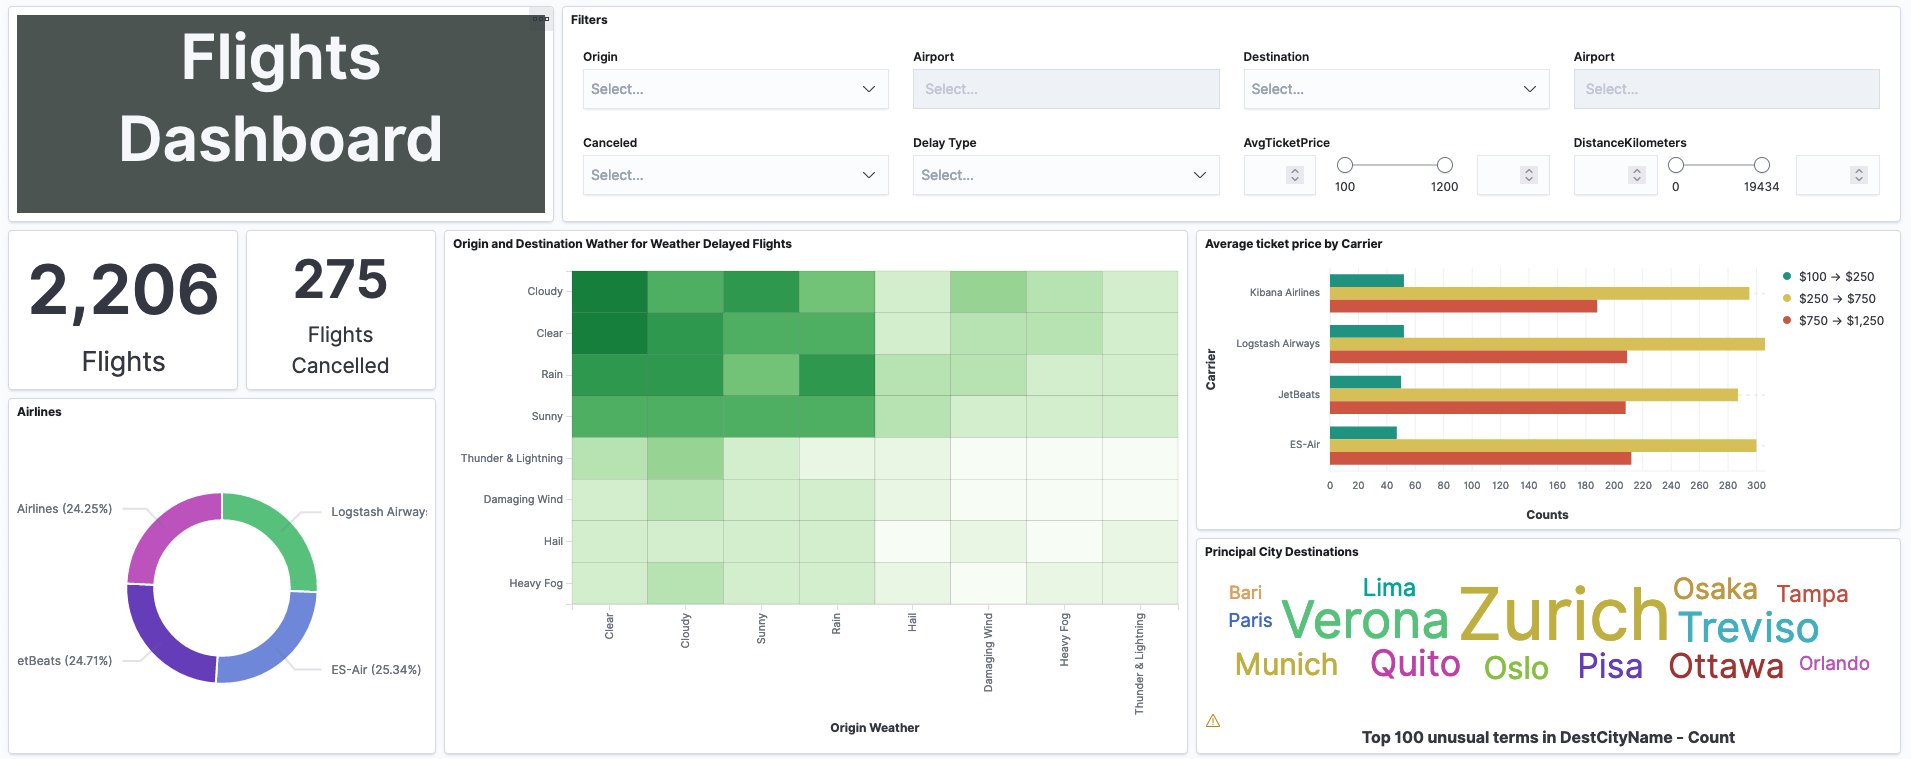 Flights
Dashboard
Filters
Origin
Airport
Destination
Airport
Select...
Select...
Select...
Select...
Canceled
Delay Type
AvgTicketPrice
DistanceKilometers
Select...
Select...
100
1200
0
19434
2,206
Flights
275
Flights
Cancelled
Airlines
Airlines (24.25%)
Logstash Airways
etBeats (24.71%)
ES-Air (25.34%)
Origin and Destination Wather for Weather Delayed Flights
Cloudy
Clear
Rain
Sunny
Thunder & Lightning
Damaging Wind
Hail
Heavy Fog
Clear
Cloudy
Sunny
Rain
Hail
Damaging Wind
Heavy Fog
Thunder & Lightning
Origin Weather
Average ticket price by Carrier
Carrier
Kibana Airlines
Logstash Airways
JetBeats
ES-Air
0 20 40 60 80 100 120 140 160 180 200 220 240 260 280 300
Counts
$100 → $250
$250 → $750
$750 → $1,250
Principal City Destinations
Bari
Lima
Zurich
Osaka
Tampa
Paris
Verona
Treviso
Munich
Quito
Oslo
Pisa
Ottawa
Orlando
Top 100 unusual terms in DestCityName - Count